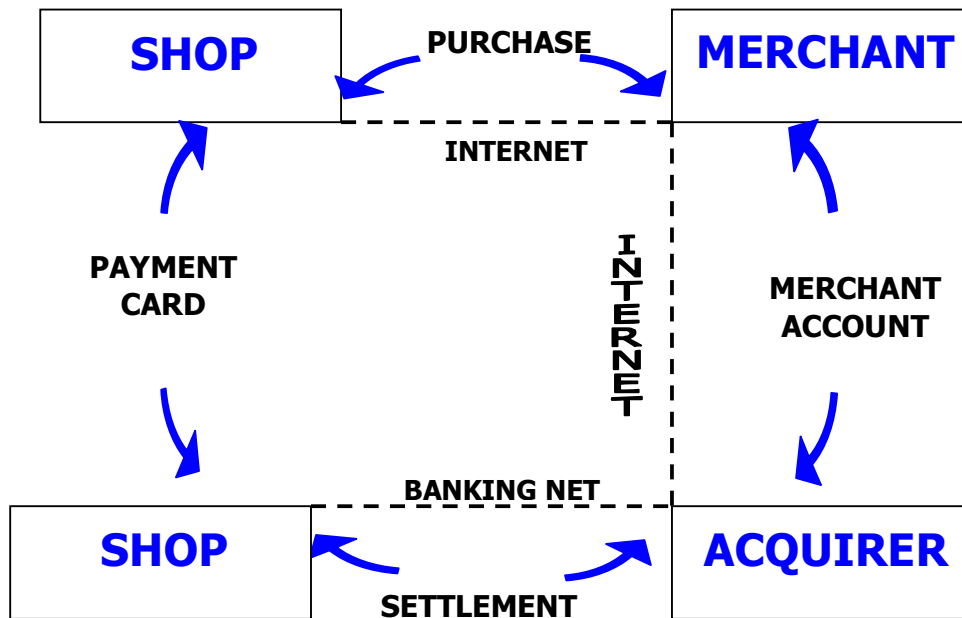 SHOP
PURCHASE
MERCHANT
INTERNET
INTERNET
PAYMENT
CARD
MERCHANT
ACCOUNT
BANKING NET
SHOP
ACQUIRER
SETTLEMENT